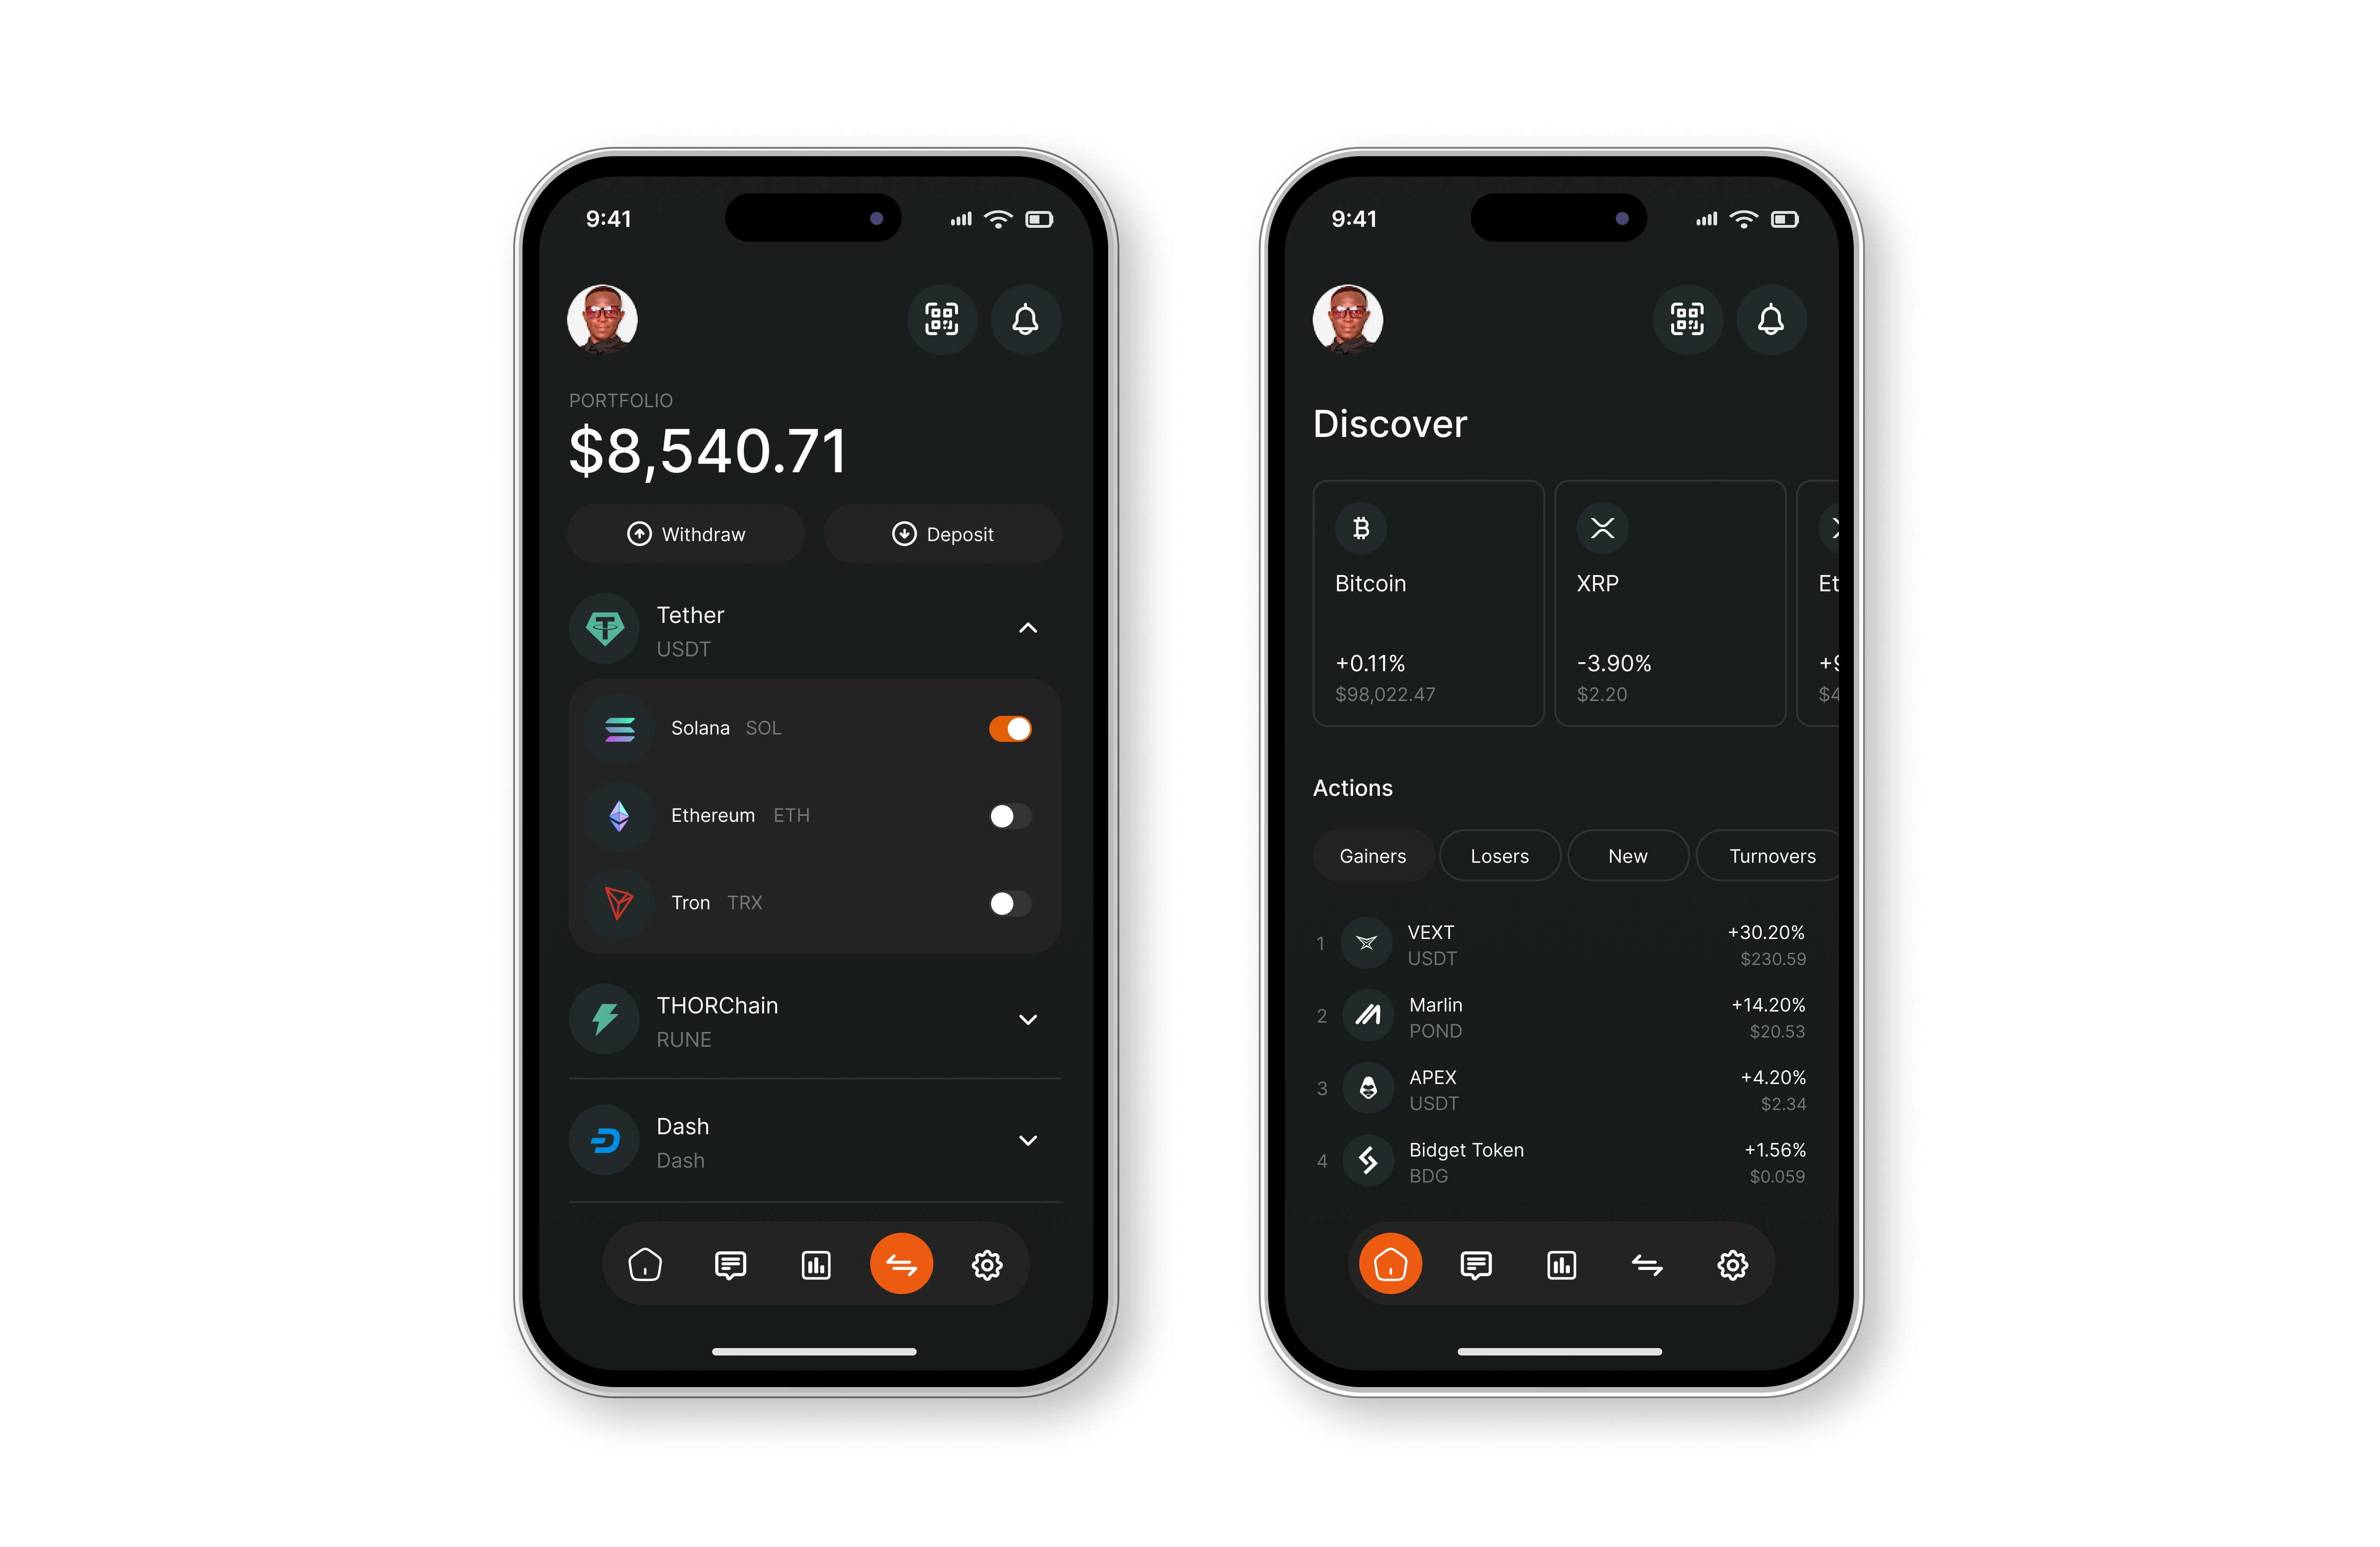 9:41
PORTFOLIO
$8,540.71
Withdraw
Deposit
Tether
USDT
Solana SOL
Ethereum ETH
Tron TRX
THORChain
RUNE
Dash
Dash
9:41
Discover
Bitcoin
+0.11%
$98,022.47
XRP
-3.90%
$2.20
Et
+9
$4
Actions
Gainers
Losers
New
Turnovers
1
VEXT
+30.20%
USDT
$230.59
2
Marlin
+14.20%
POND
$20.53
3
APEX
+4.20%
USDT
$2.34
4
Bidget Token
+1.56%
BDG
$0.059